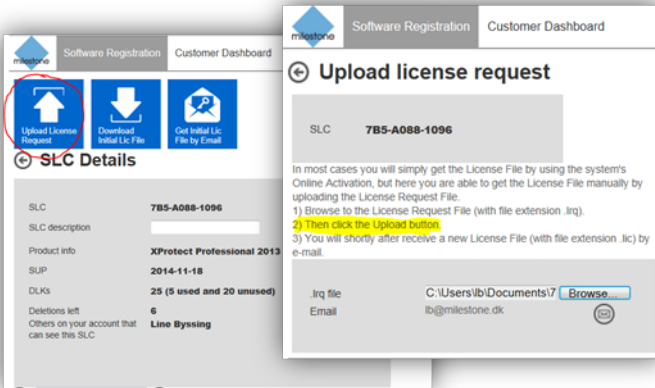 milestone
Software Registration
Customer Dashboard
Upload License
Request
Download
Initial Lic File
Get Initial Lic
File by Email
SLC Details
SLC 7B5-A088-1096
SLC description
Product info XProtect Professional 2013
SUP 2014-11-18
DLKs 25 (5 used and 20 unused)
Deletions left 6
Others on your account that Line Byssing
can see this SLC
milestone
Software Registration
Customer Dashboard
Upload license request
SLC 7B5-A088-1096
In most cases you will simply get the License File by using the system's
Online Activation, but here you are able to get the License File manually by
uploading the License Request File.
1) Browse to the License Request File (with file extension .lrq).
2) Then click the Upload button.
3) You will shortly after receive a new License File (with file extension .lic) by
e-mail.
.lrq file C:\Users\lb\Documents\7 Browse...
Email lb@milestone.dk